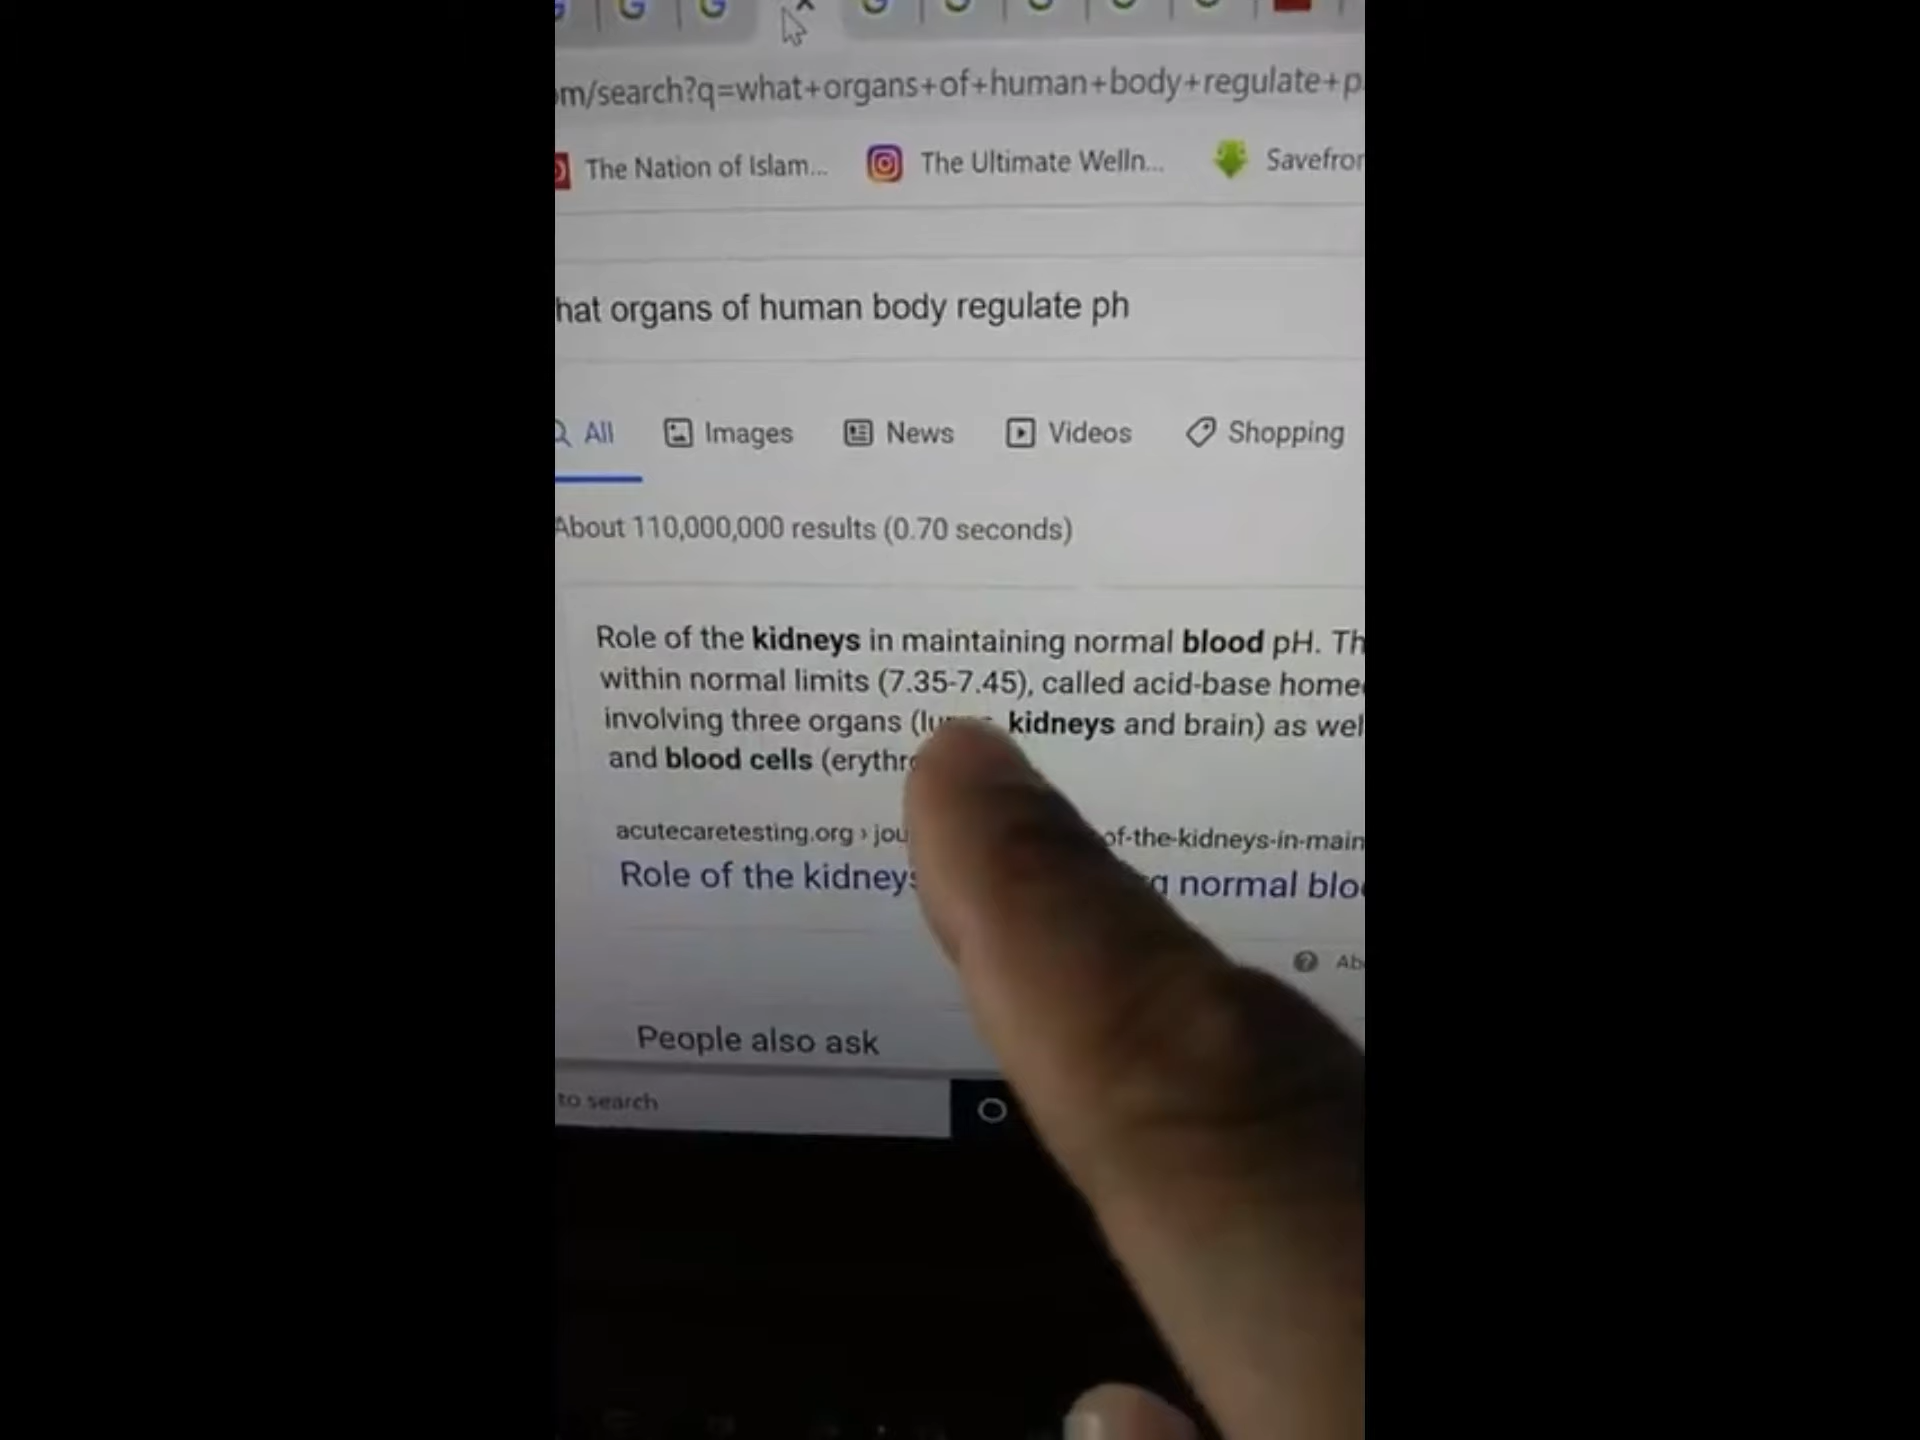 m/search?q=what+organs+of+human+body+regulate+p
The Nation of Islam... The Ultimate Welln... Savefro
hat organs of human body regulate ph
All Images News Videos Shopping
About 110,000,000 results (0.70 seconds)
Role of the kidneys in maintaining normal blood pH. Th
within normal limits (7.35-7.45), called acid-base home
involving three organs ( kidneys and brain) as wel
and blood cells (erythr
acutecaretesting.org › jou of-the-kidneys-in-main
Role of the kidneys normal blo
Ab
People also ask
to search